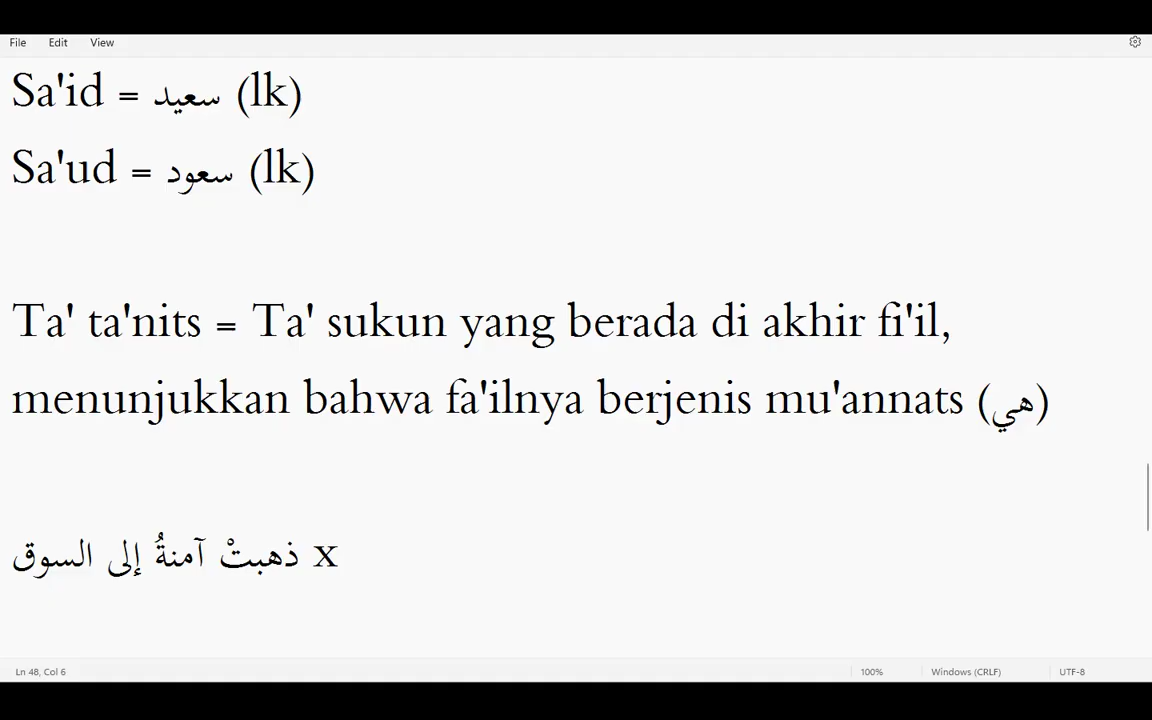 File Edit View
Sa'id = سعيد (lk)
Sa'ud = سعود (lk)
Ta' ta'nits = Ta' sukun yang berada di akhir fi'il,
menunjukkan bahwa fa'ilnya berjenis mu'annats (هي)
x ذهبتْ آمنةُ إلى السوق
Ln 48, Col 6 100% Windows (CRLF) UTF-8